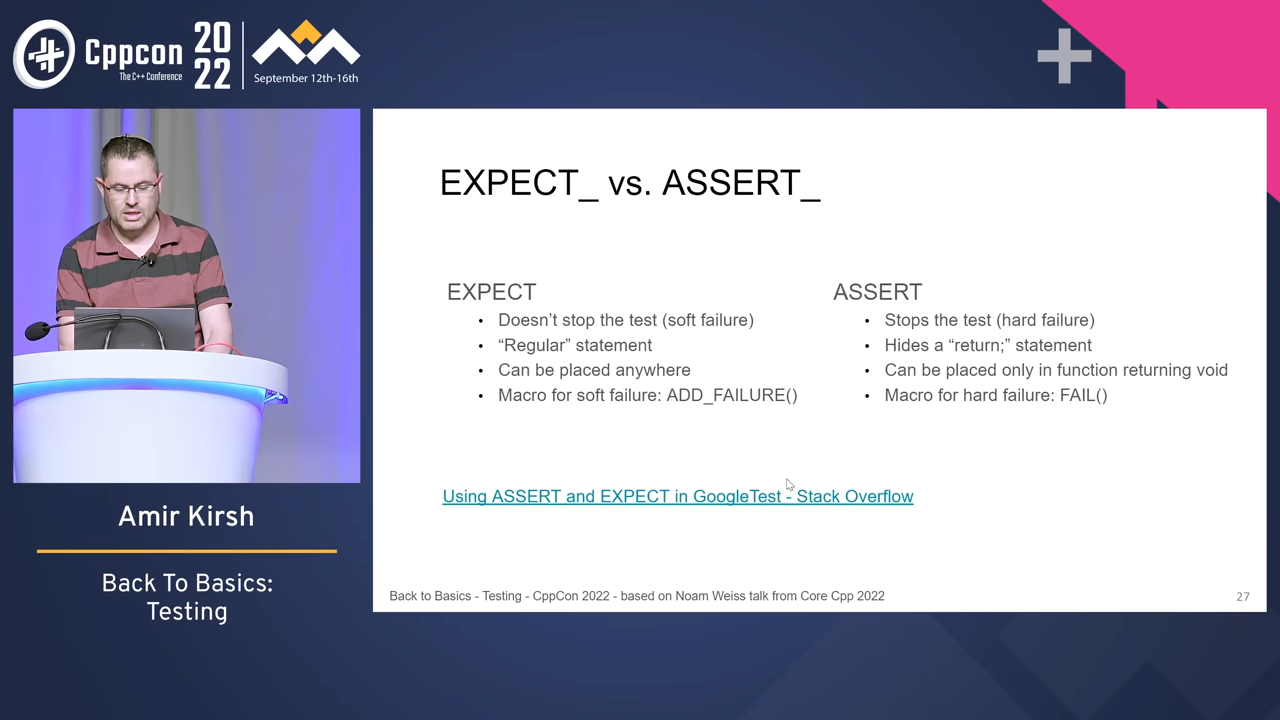 Cppcon
The C++ Conference
20
22
September 12th-16th
EXPECT_ vs. ASSERT_
EXPECT
• Doesn’t stop the test (soft failure)
• “Regular” statement
• Can be placed anywhere
• Macro for soft failure: ADD_FAILURE()
ASSERT
• Stops the test (hard failure)
• Hides a “return;” statement
• Can be placed only in function returning void
• Macro for hard failure: FAIL()
Using ASSERT and EXPECT in GoogleTest - Stack Overflow
Back to Basics - Testing - CppCon 2022 - based on Noam Weiss talk from Core Cpp 2022
27
Amir Kirsh
Back To Basics:
Testing